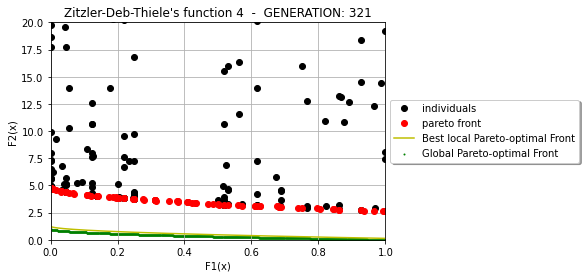 Zitzler-Deb-Thiele's function 4 - GENERATION: 321
20.0
17.5
15.0
12.5
10.0
7.5
5.0
2.5
0.0
F2(x)
0.0 0.2 0.4 0.6 0.8 1.0
F1(x)
individuals
pareto front
Best local Pareto-optimal Front
Global Pareto-optimal Front